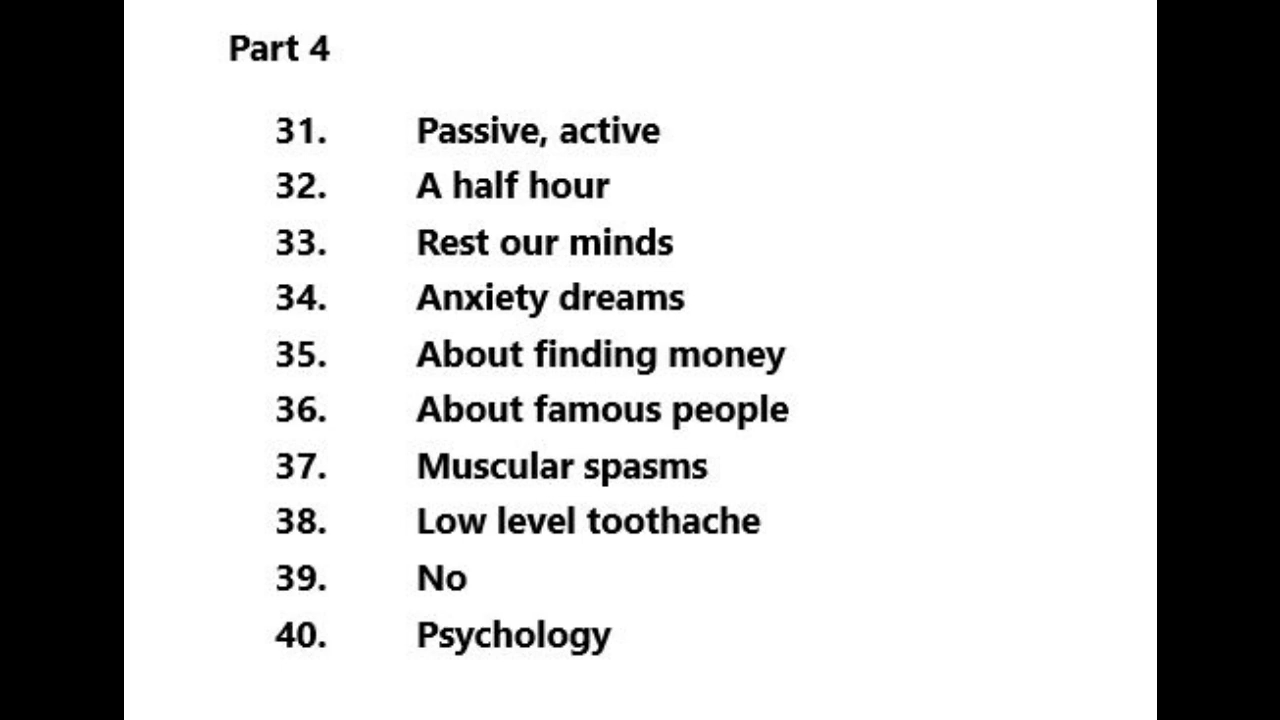 Part 4
31. Passive, active
32. A half hour
33. Rest our minds
34. Anxiety dreams
35. About finding money
36. About famous people
37. Muscular spasms
38. Low level toothache
39. No
40. Psychology